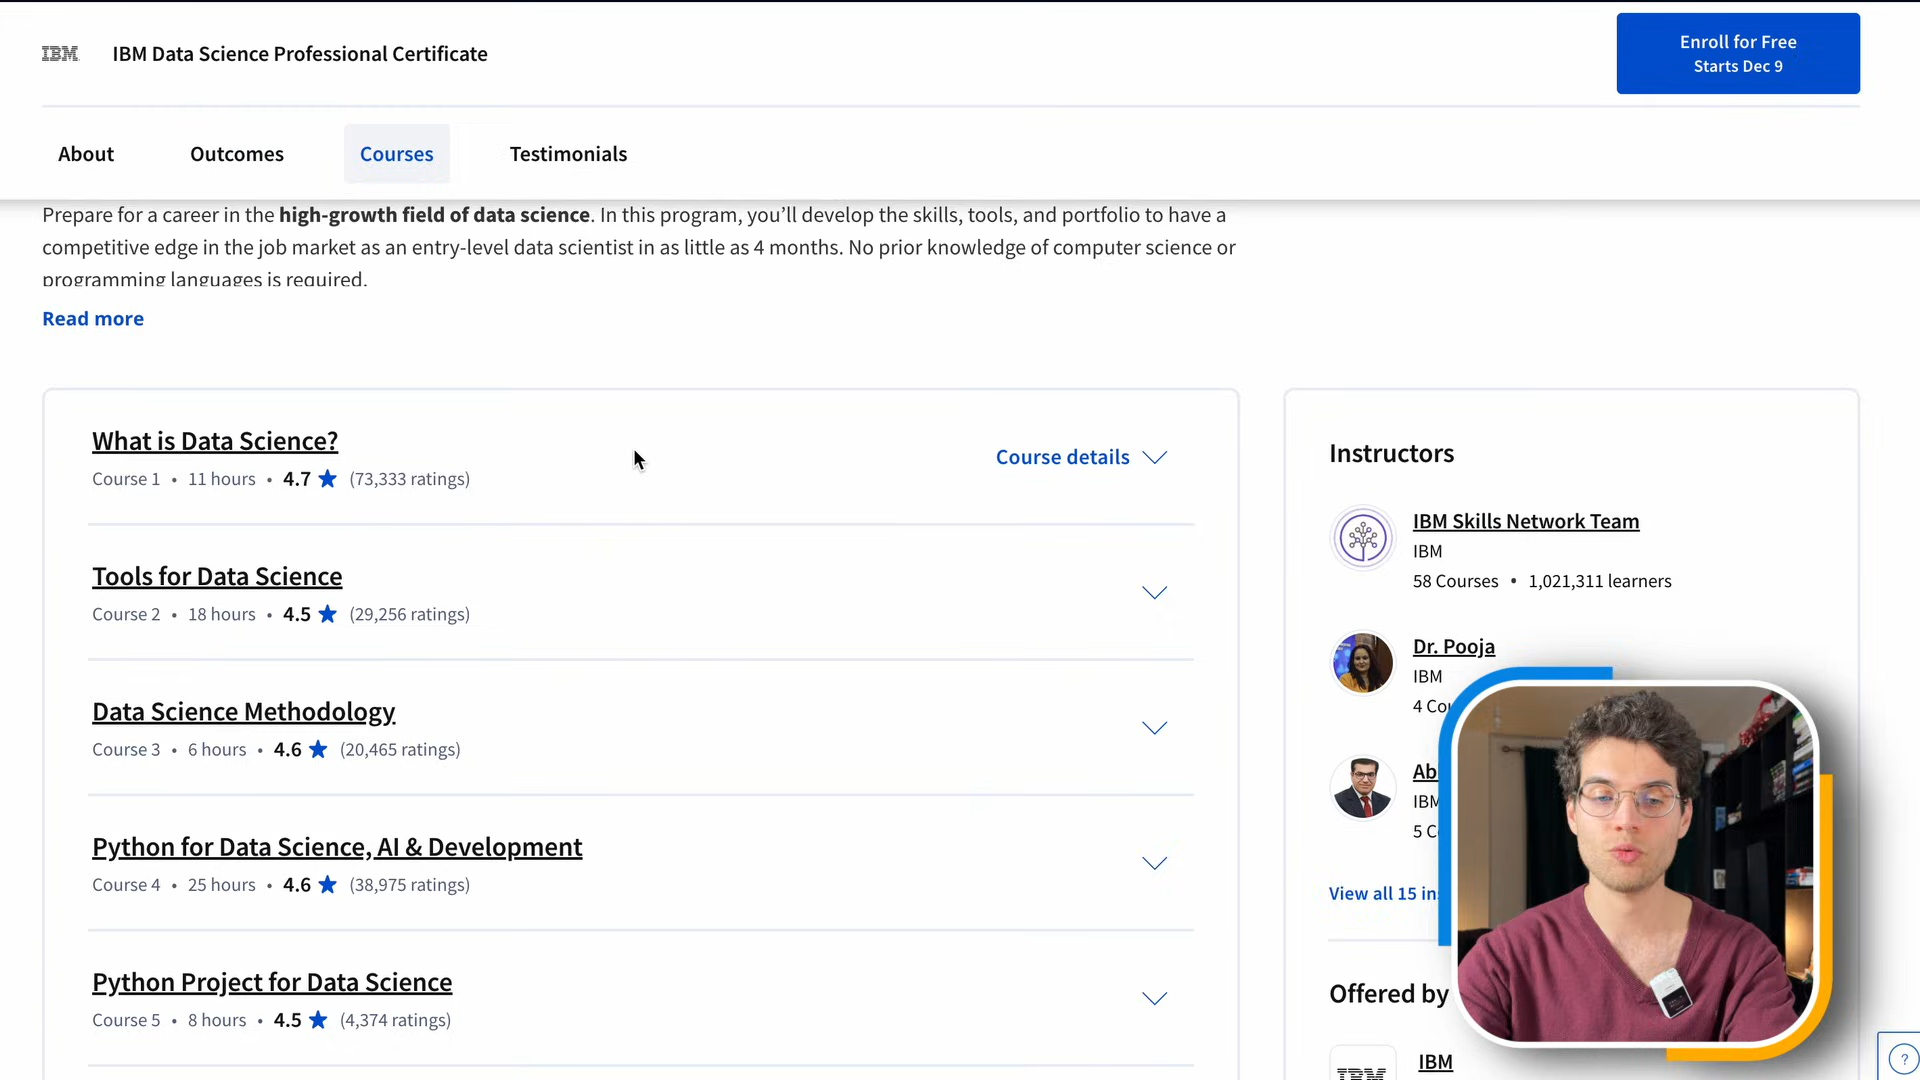 IBM
IBM Data Science Professional Certificate
Enroll for Free
Starts Dec 9
About
Outcomes
Courses
Testimonials
Prepare for a career in the high-growth field of data science. In this program, you’ll develop the skills, tools, and portfolio to have a
competitive edge in the job market as an entry-level data scientist in as little as 4 months. No prior knowledge of computer science or
programming languages is required.
Read more
What is Data Science?
Course details
Course 1 • 11 hours • 4.7 ★ (73,333 ratings)
Tools for Data Science
Course 2 • 18 hours • 4.5 ★ (29,256 ratings)
Data Science Methodology
Course 3 • 6 hours • 4.6 ★ (20,465 ratings)
Python for Data Science, AI & Development
Course 4 • 25 hours • 4.6 ★ (38,975 ratings)
Python Project for Data Science
Course 5 • 8 hours • 4.5 ★ (4,374 ratings)
Instructors
IBM Skills Network Team
IBM
58 Courses • 1,021,311 learners
Dr. Pooja
IBM
4
IBM
5
View all 15
Offered by
IBM
IBM
?